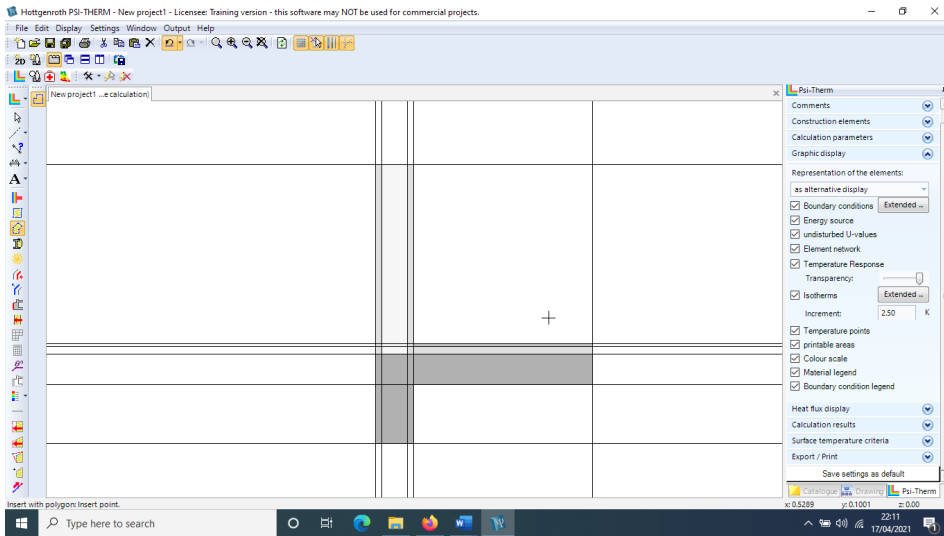 Hottgenroth PSI-THERM - New project1 - Licensee: Training version - this software may NOT be used for commercial projects.
File Edit Display Settings Window Output Help
2D
New project1 ...e calculation)
A
Psi-Therm
Comments
Construction elements
Calculation parameters
Graphic display
Representation of the elements:
as alternative display
Boundary conditions Extended ...
Energy source
undisturbed U-values
Element network
Temperature Response
Transparency:
Isotherms Extended ...
Increment: 2.50 K
Temperature points
printable areas
Colour scale
Material legend
Boundary condition legend
Heat flux display
Calculation results
Surface temperature criteria
Export / Print
Save settings as default
Catalogue Drawing Psi-Therm
Insert with polygon: Insert point. x: 0.5289 y: 0.1001 z: 0.00
Type here to search
22:11
17/04/2021